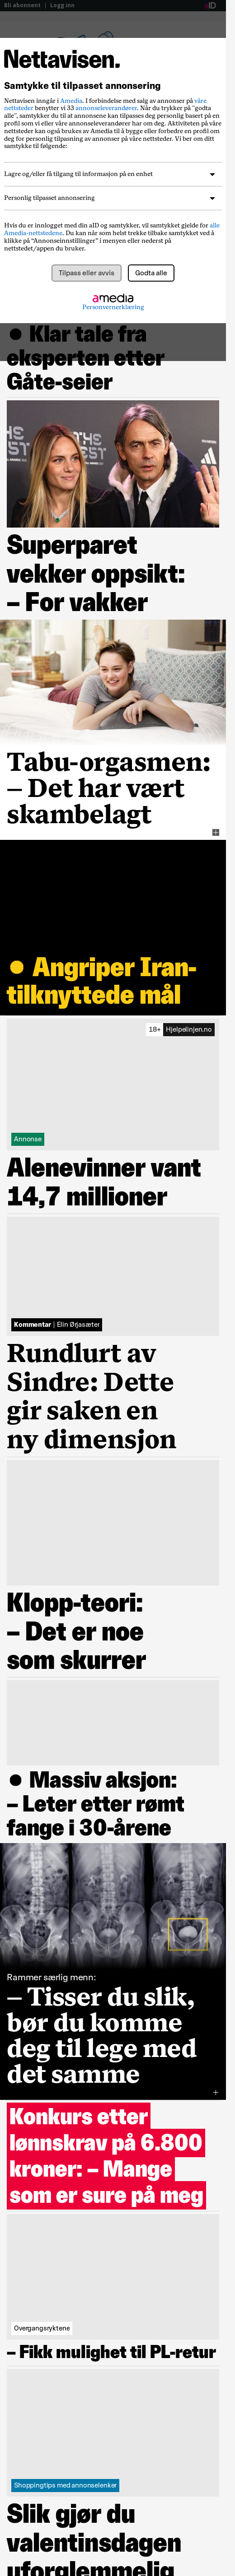 Bli abonnent | Logg inn
aID
Nettavisen.
Samtykke til tilpasset annonsering
Nettavisen inngår i Amedia. I forbindelse med salg av annonser på våre
nettsteder benytter vi 33 annonseleverandører. Når du trykker på "godta
alle", samtykker du til at annonser kan tilpasses deg personlig basert på en
profil om deg eller våre analyser om deg. Aktiviteten din på våre
nettsteder kan også brukes av Amedia til å bygge eller forbedre en profil om
deg for personlig tilpasning av annonser på våre nettsteder. Vi ber om ditt
samtykke til følgende:
Lagre og/eller få tilgang til informasjon på en enhet
Personlig tilpasset annonsering
Hvis du er innlogget med din aID og samtykker, vil samtykket gjelde for alle
Amedia-nettstedene. Du kan når som helst trekke tilbake samtykket ved å
klikke på “Annonseinnstillinger” i menyen eller nederst på
nettstedet/appen du bruker.
Tilpass eller avvis
Godta alle
amedia
Personvernerklæring
● Klar tale fra
eksperten etter
Gåte-seier
THE
BEST
Superparet
vekker oppsikt:
– For vakker
Tabu-orgasmen:
– Det har vært
skambelagt
● Angriper Iran-
tilknyttede mål
18+ Hjelpelinjen.no
Annonse
Alenevinner vant
14,7 millioner
Kommentar | Elin Ørjasæter
Rundlurt av
Sindre: Dette
gir saken en
ny dimensjon
Klopp-teori:
– Det er noe
som skurrer
● Massiv aksjon:
– Leter etter rømt
fange i 30-årene
Rammer særlig menn:
– Tisser du slik,
bør du komme
deg til lege med
det samme
Konkurs etter
lønnskrav på 6.800
kroner: – Mange
som er sure på meg
Overgangsryktene
– Fikk mulighet til PL-retur
Shoppingtips med annonselenker
Slik gjør du
valentinsdagen
uforglemmelig